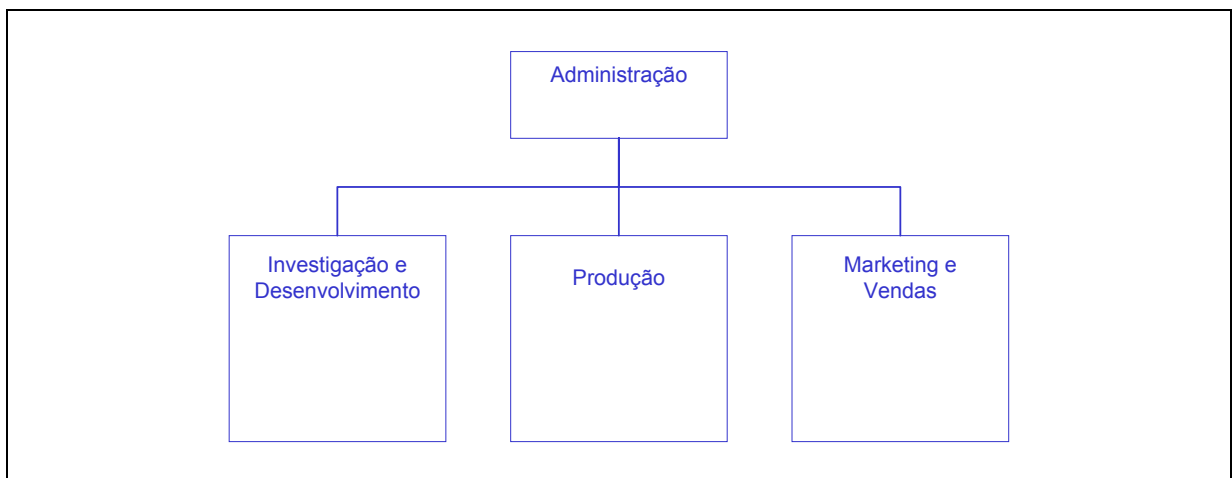 Administração
Investigação e
Desenvolvimento
Produção
Marketing e
Vendas